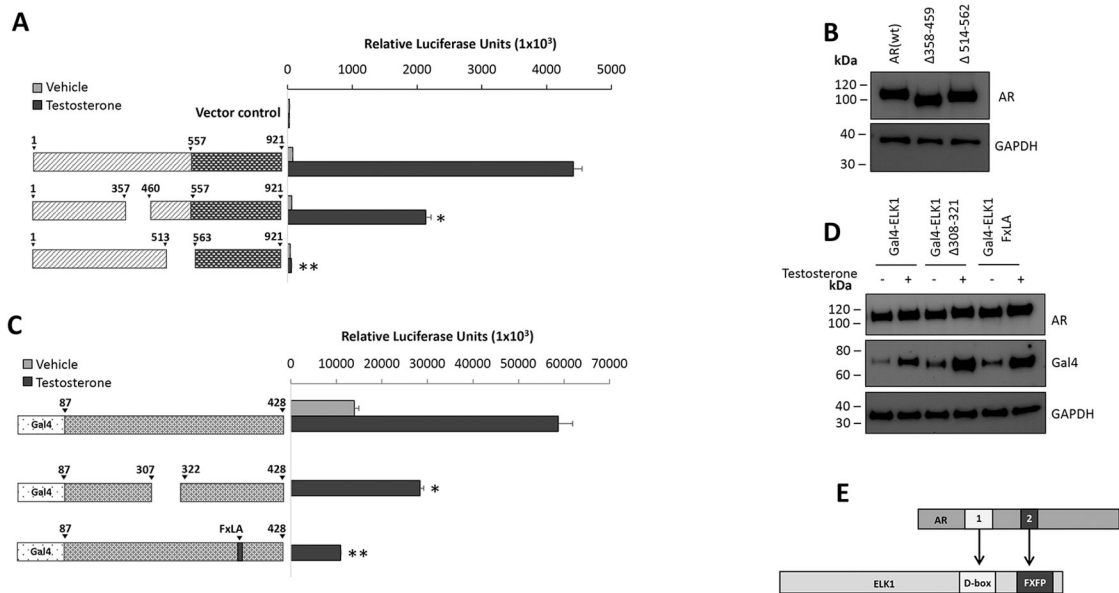 A
Relative Luciferase Units (1x10³)
0 1000 2000 3000 4000 5000
Vehicle
Testosterone
Vector control
1 557 921
1 357 460 557 921
*
1 513 563 921
**
B
AR(wt)
Δ358-459
Δ 514-562
kDa
120
100
AR
40
30
GAPDH
C
Relative Luciferase Units (1x10³)
0 10000 20000 30000 40000 50000 60000 70000
Vehicle
Testosterone
87 428
Gal4
87 307 322 428
Gal4
*
87 FxLA 428
Gal4
**
D
Gal4-ELK1
Gal4-ELK1
Δ308-321
Gal4-ELK1
FxLA
Testosterone - + - + - +
kDa
120
100
AR
80
60
Gal4
40
30
GAPDH
E
AR 1 2
ELK1 D-box FXFP